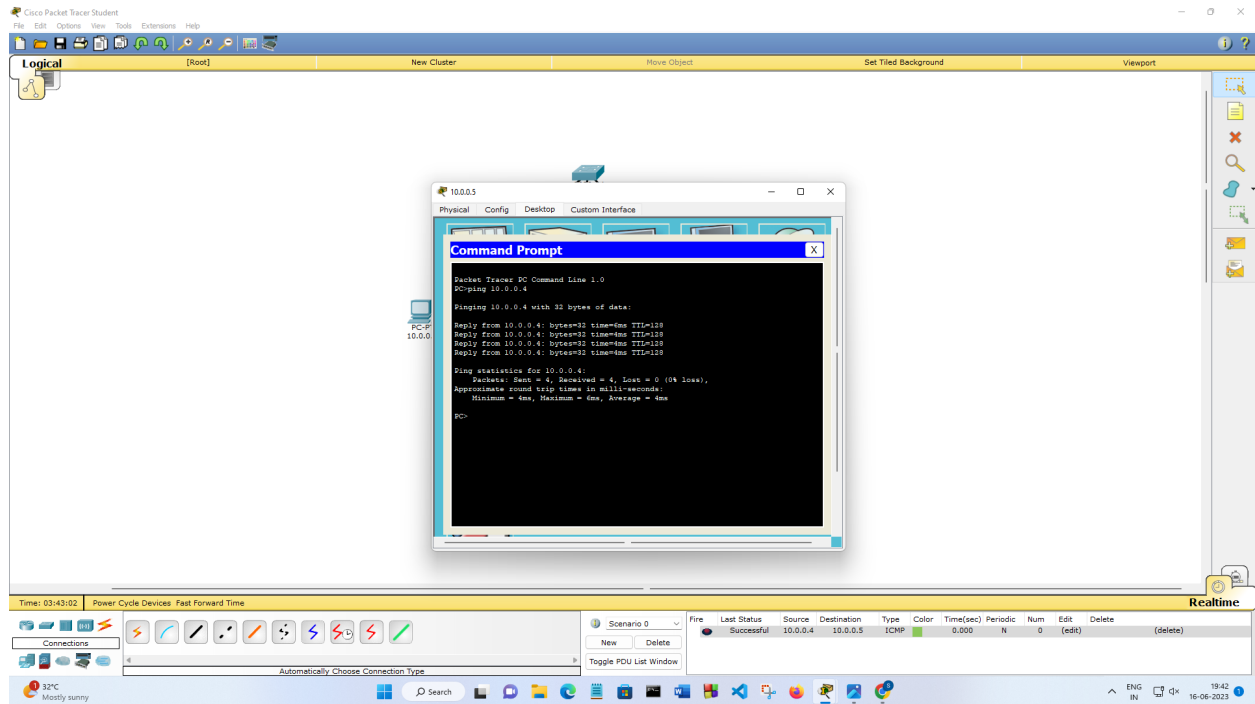 Cisco Packet Tracer Student
File Edit Options View Tools Extensions Help
Logical [Root] New Cluster Move Object Set Tiled Background Viewport
10.0.0.5
Physical Config Desktop Custom Interface
Command Prompt X
Packet Tracer PC Command Line 1.0
PC>ping 10.0.0.4
Pinging 10.0.0.4 with 32 bytes of data:
Reply from 10.0.0.4: bytes=32 time=6ms TTL=128
Reply from 10.0.0.4: bytes=32 time=4ms TTL=128
Reply from 10.0.0.4: bytes=32 time=4ms TTL=128
Reply from 10.0.0.4: bytes=32 time=4ms TTL=128
Ping statistics for 10.0.0.4:
Packets: Sent = 4, Received = 4, Lost = 0 (0% loss),
Approximate round trip times in milli-seconds:
Minimum = 4ms, Maximum = 6ms, Average = 4ms
PC>
PC-P
10.0.0
Time: 03:43:02 Power Cycle Devices Fast Forward Time Realtime
Connections
Automatically Choose Connection Type
Scenario 0
New Delete
Toggle PDU List Window
Fire Last Status Source Destination Type Color Time(sec) Periodic Num Edit Delete
Successful 10.0.0.4 10.0.0.5 ICMP 0.000 N 0 (edit) (delete)
32°C
Mostly sunny
Search
ENG
IN
19:42
16-06-2023